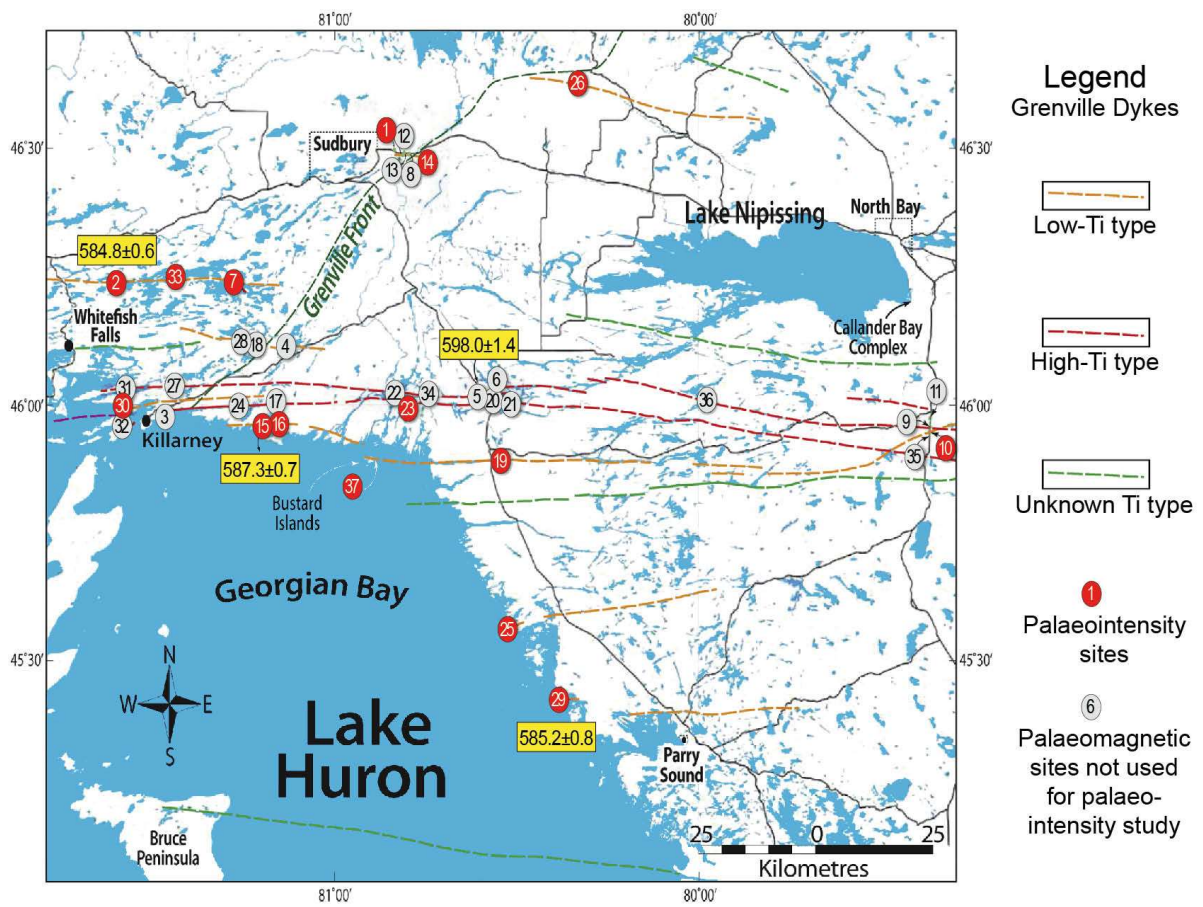 81°00'
80°00'
Legend
Grenville Dykes
26
1
12
46°30'
Sudbury
46°30'
14
13
8
Low-Ti type
Lake Nipissing
North Bay
584.8±0.6
2
33
7
Grenville Front
Whitefish
Falls
28
18
4
598.0±1.4
Callander Bay
Complex
High-Ti type
31
27
22
34
6
5
20
21
36
11
46°00'
30
24
17
23
9
46°00'
32
3
15
16
10
Killarney
35
19
587.3±0.7
37
Bustard
Islands
Unknown Ti type
Georgian Bay
1
Palaeointensity
sites
25
45°30'
45°30'
N
W
E
S
29
Lake
Huron
585.2±0.8
Parry
Sound
6
Palaeomagnetic
sites not used
for palaeo-
intensity study
Bruce
Peninsula
25
0
25
Kilometres
81°00'
80°00'